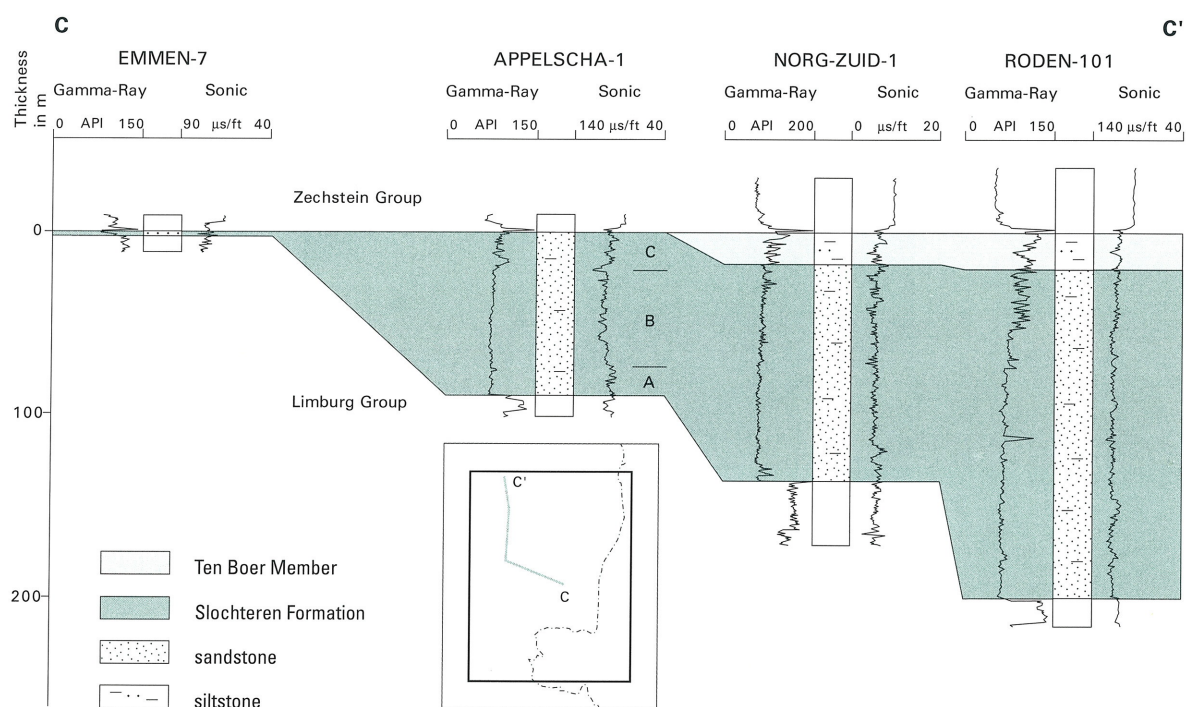 C
C'
EMMEN-7
APPELSCHA-1
NORG-ZUID-1
RODEN-101
Thickness
in m
Gamma-Ray Sonic
Gamma-Ray Sonic
Gamma-Ray Sonic
Gamma-Ray Sonic
0 API 150 90 µs/ft 40
0 API 150 140 µs/ft 40
0 API 200 0 µs/ft 20
0 API 150 140 µs/ft 40
Zechstein Group
0
C
B
A
Limburg Group
100
200
C'
C
Ten Boer Member
Slochteren Formation
sandstone
siltstone